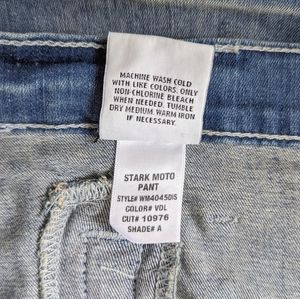 MACHINE WASH COLD
WITH LIKE COLORS. ONLY
NON-CHLORINE BLEACH
WHEN NEEDED. TUMBLE
DRY MEDIUM. WARM IRON
IF NECESSARY.
STARK MOTO
PANT
STYLE# WM4045DIS
COLOR# VDL
CUT# 10976
SHADE# A